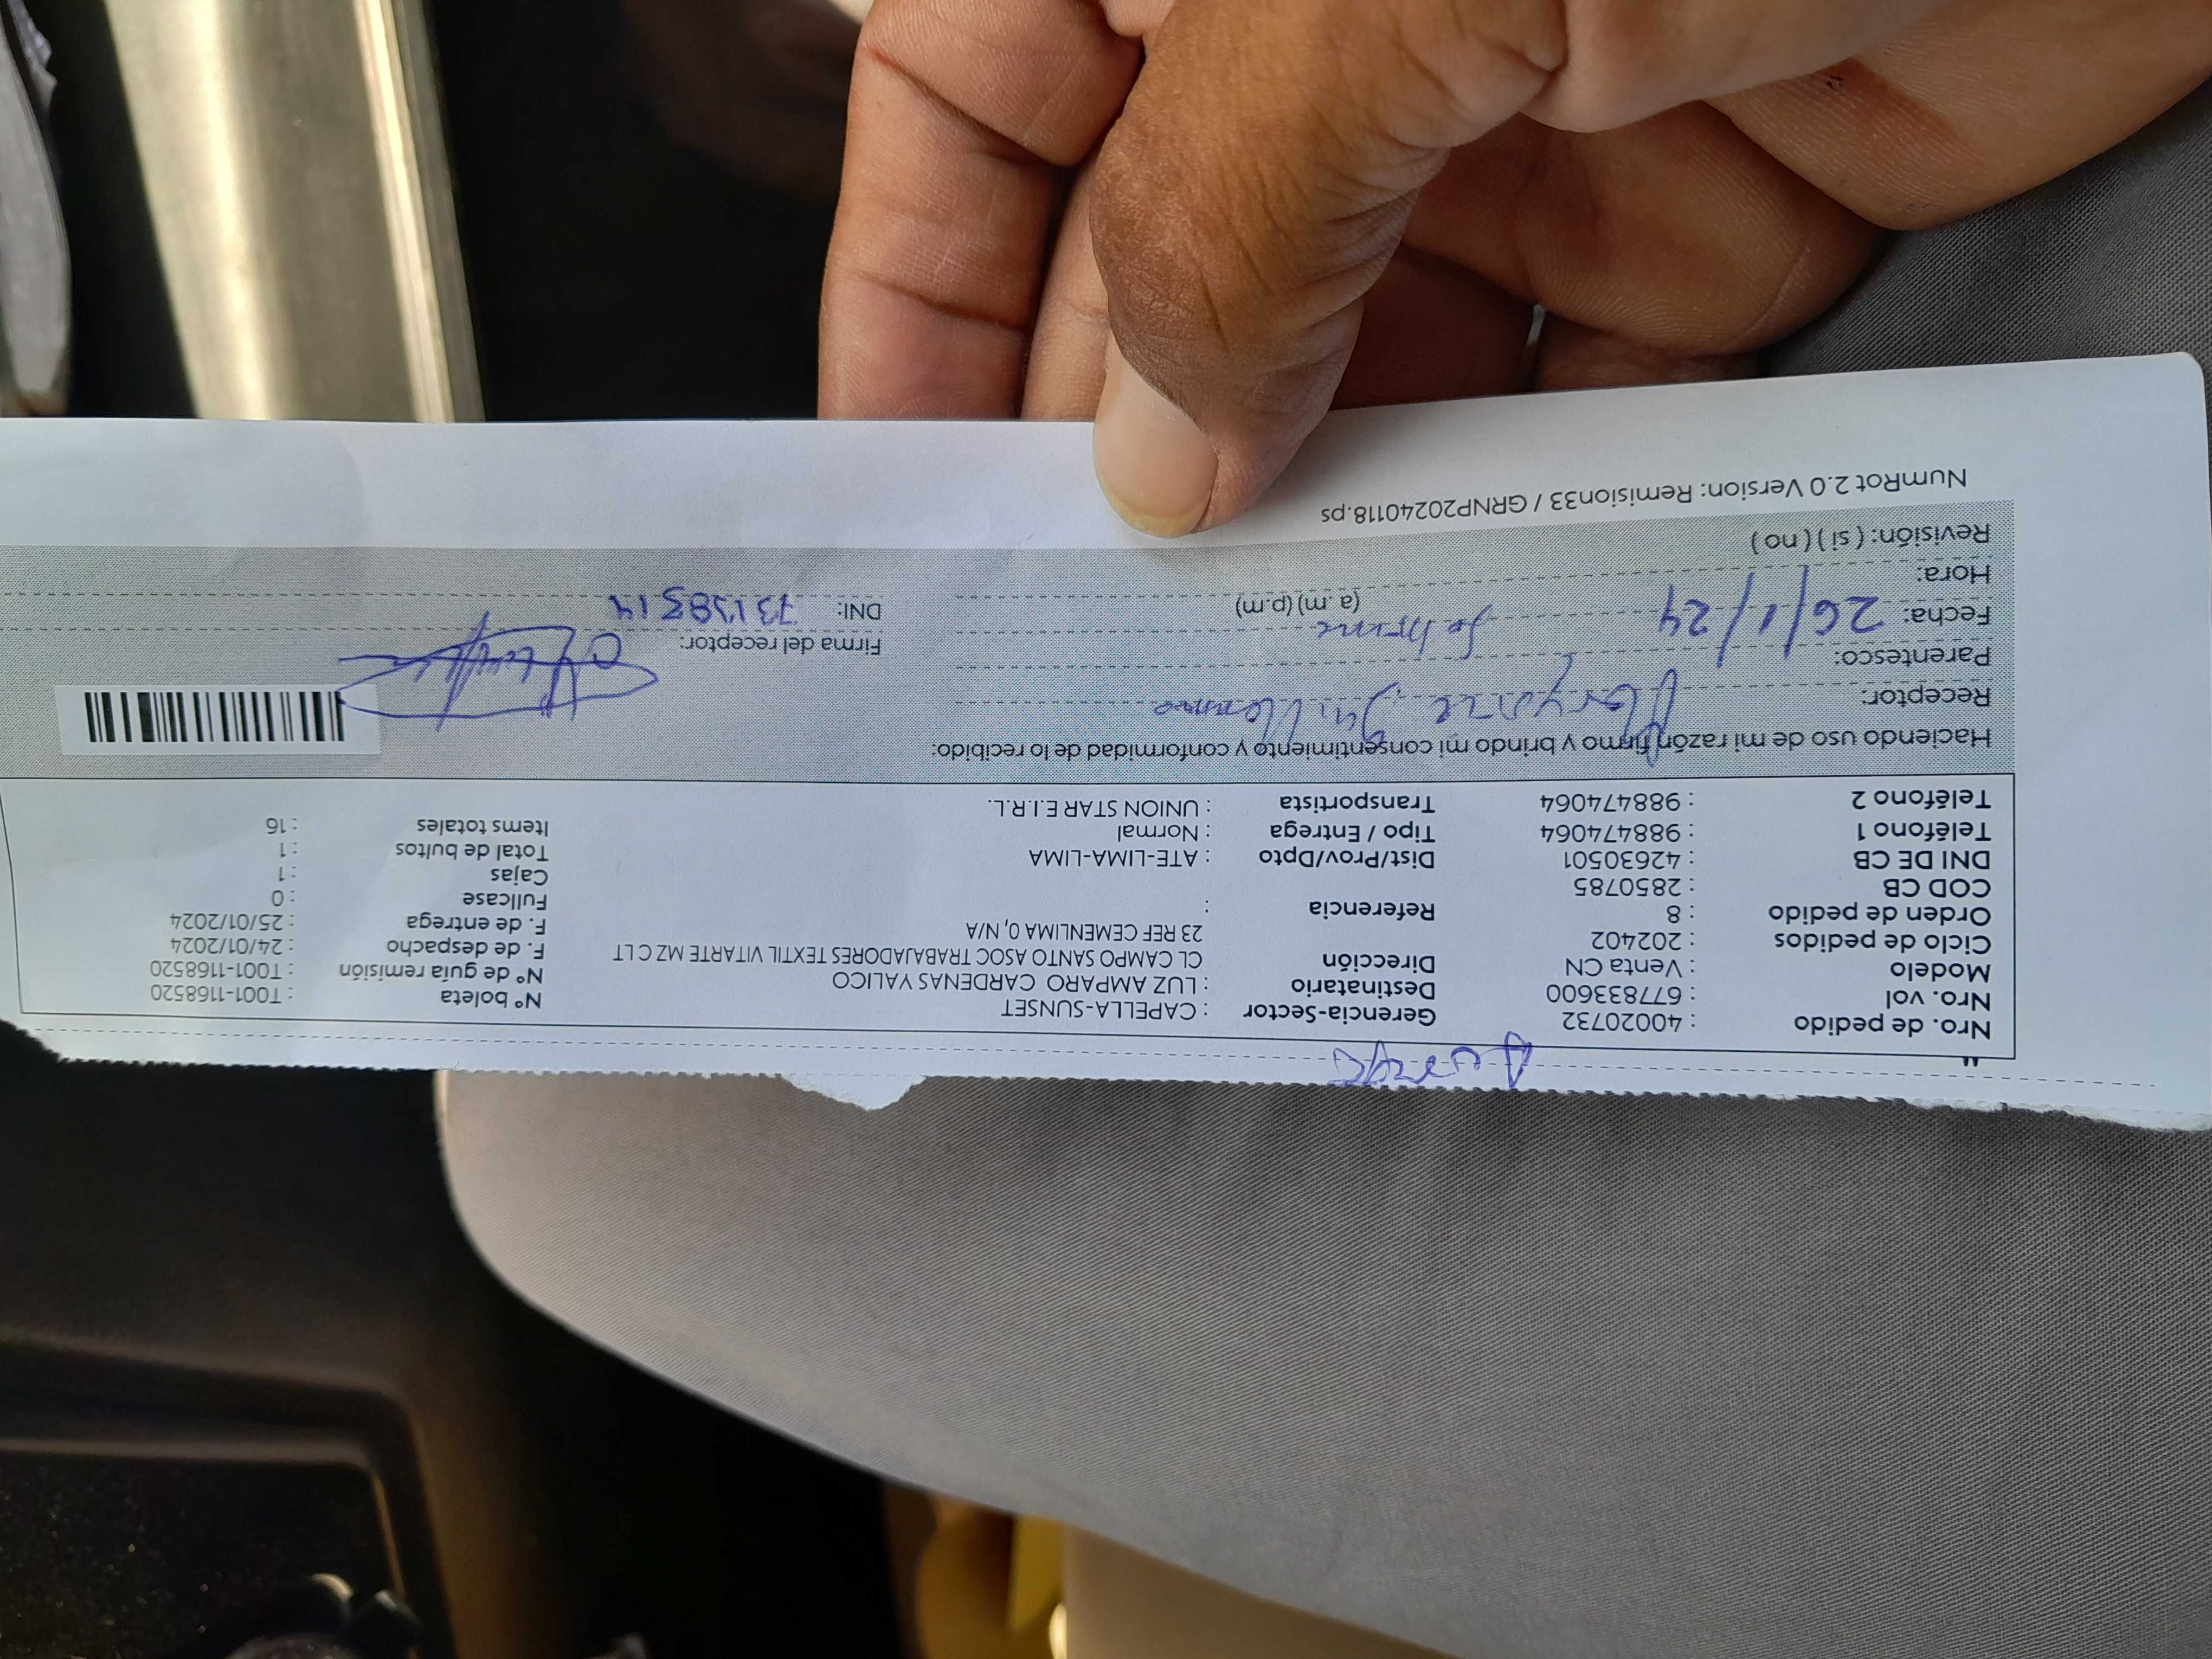 Nro. de pedido : 40020732 Gerencia-Sector : CAPELLA-SUNSET Nº boleta : T001-1168520
Nro. vol : 677833600 Destinatario : LUZ AMPARO CARDENAS YALICO Nº de guía remisión : T001-1168520
Modelo : Venta CN Dirección CL CAMPO SANTO ASOC TRABAJADORES TEXTIL VITARTE MZ C LT F. de despacho : 24/01/2024
Ciclo de pedidos : 202402 23 REF CEMENLIMA 0, N/A F. de entrega : 25/01/2024
Orden de pedido : 8 Referencia : Fullcase : 0
COD CB : 2850785 Cajas : 1
DNI DE CB : 42630501 Dist/Prov/Dpto : ATE-LIMA-LIMA Total de bultos : 1
Teléfono 1 : 988474064 Tipo / Entrega : Normal Items totales : 16
Teléfono 2 : 988474064 Transportista : UNION STAR E.I.R.L.
Haciendo uso de mi razón firmo y brindo mi consentimiento y conformidad de lo recibido:
Receptor:
Parentesco: Firma del receptor:
Fecha: 26/1/24 (a.m) (p.m) DNI:
Hora:
Revisión: ( si ) ( no )
NumRot 2.0 Version: Remision33 / GRNP20240118.ps